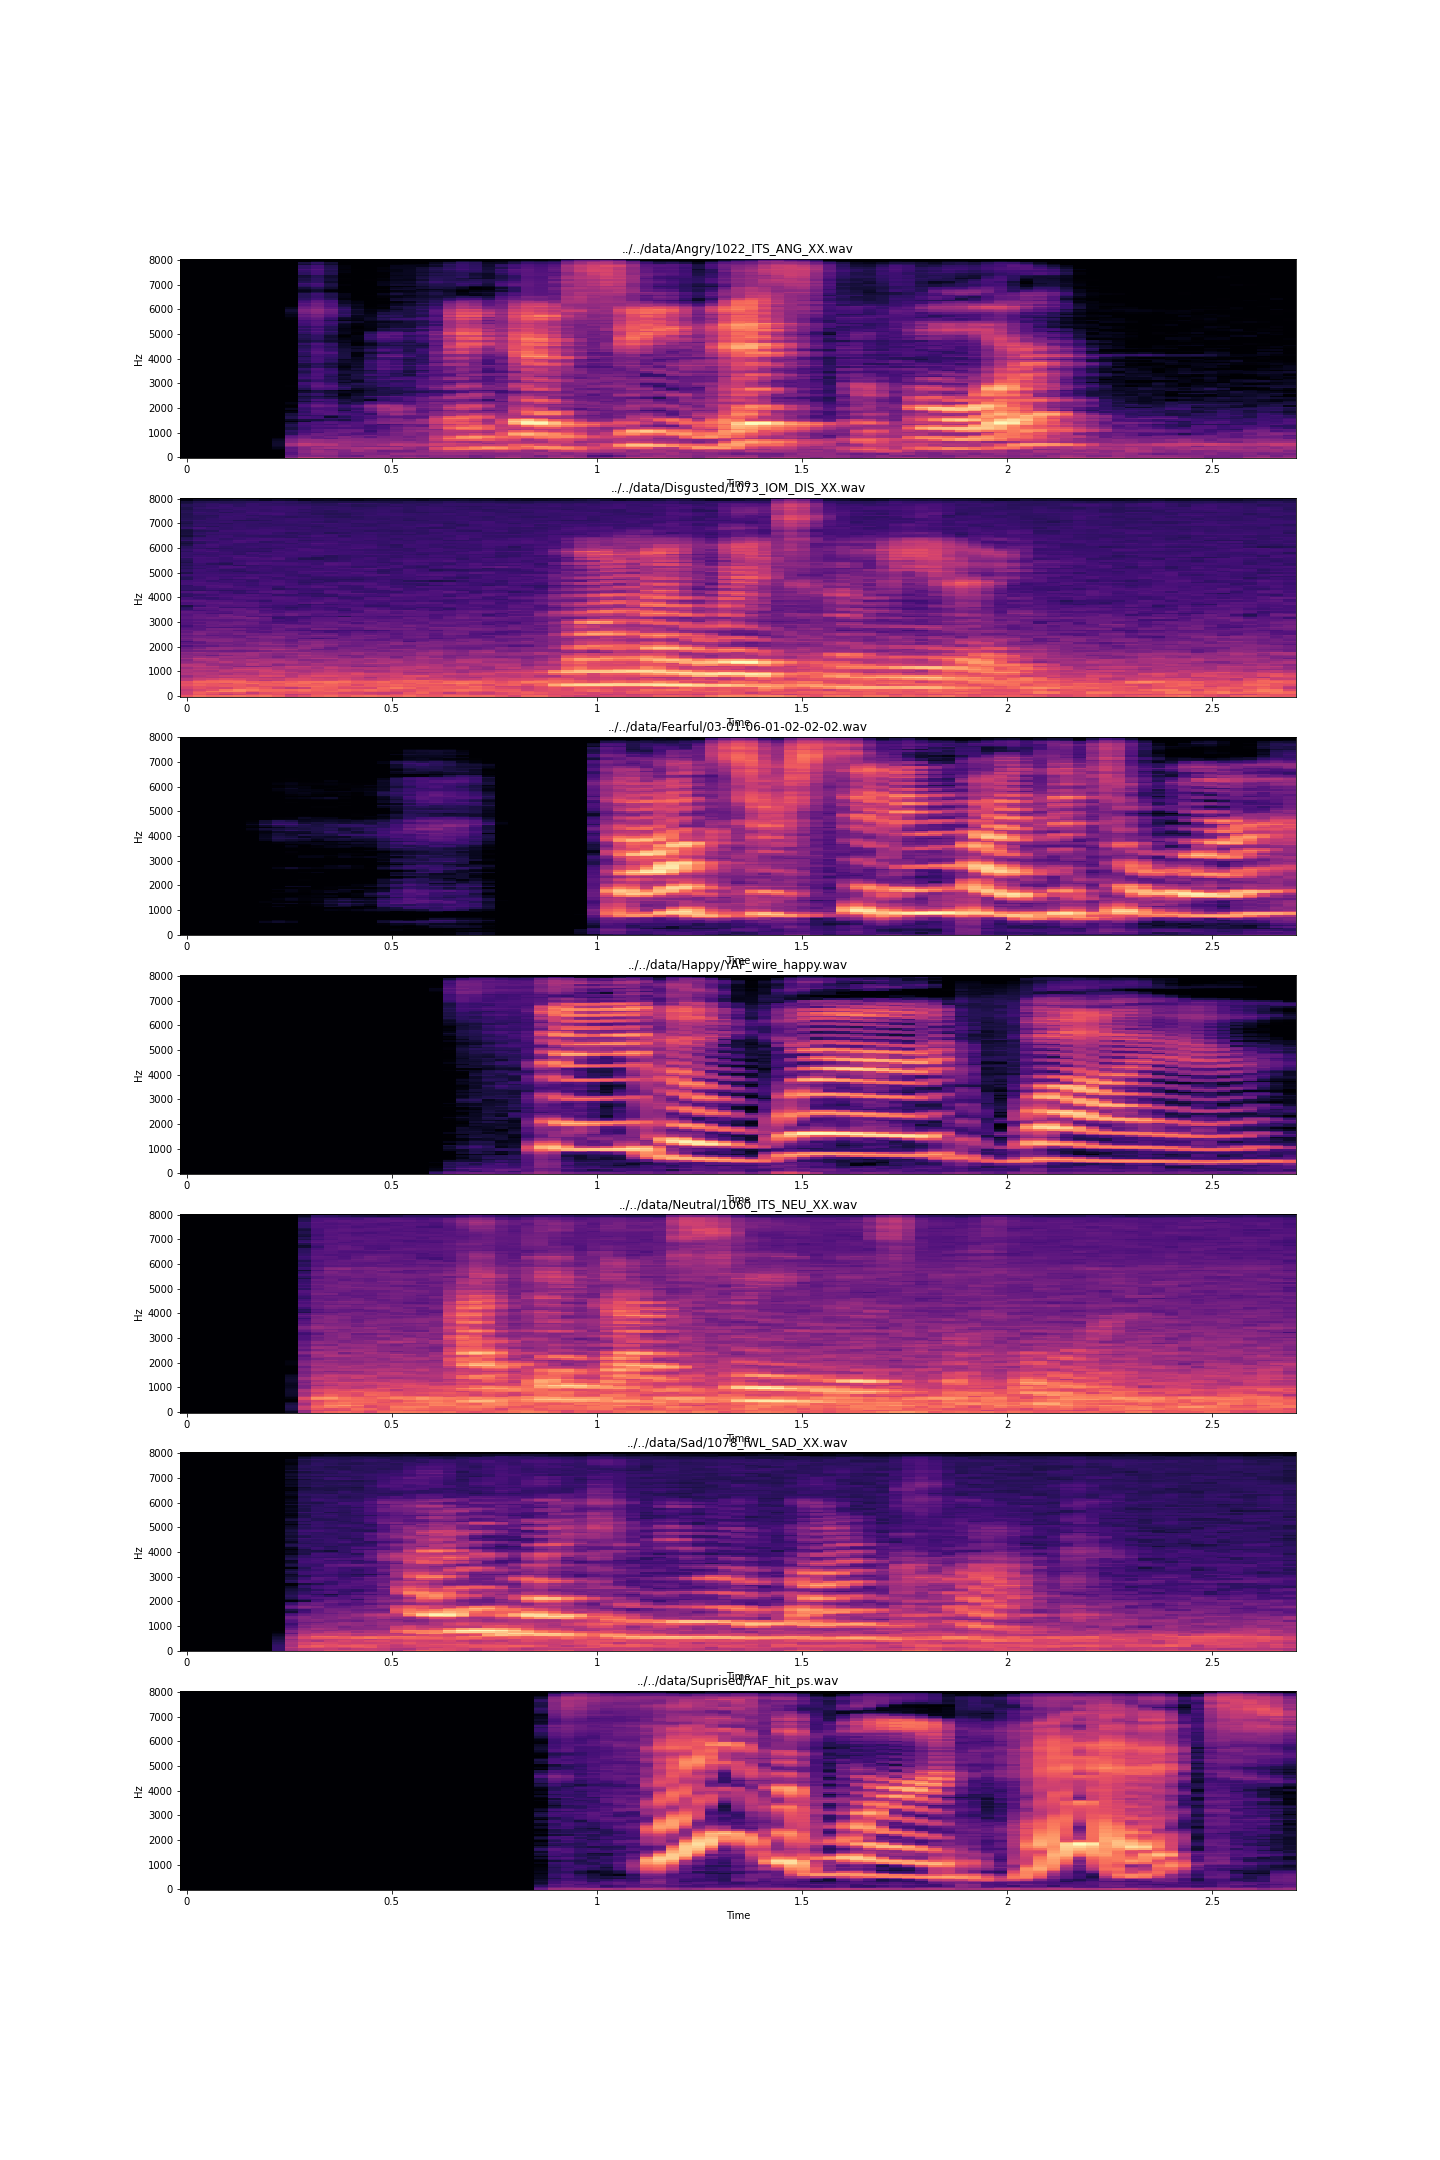 ../../data/Angry/1022_ITS_ANG_XX.wav
8000
7000
6000
5000
4000
3000
2000
1000
0
Hz
0 0.5 1 1.5 2 2.5
Time
../../data/Disgusted/1073_IOM_DIS_XX.wav
8000
7000
6000
5000
4000
3000
2000
1000
0
Hz
0 0.5 1 1.5 2 2.5
Time
../../data/Fearful/03-01-06-01-02-02-02.wav
8000
7000
6000
5000
4000
3000
2000
1000
0
Hz
0 0.5 1 1.5 2 2.5
Time
../../data/Happy/YAF_wire_happy.wav
8000
7000
6000
5000
4000
3000
2000
1000
0
Hz
0 0.5 1 1.5 2 2.5
Time
../../data/Neutral/1060_ITS_NEU_XX.wav
8000
7000
6000
5000
4000
3000
2000
1000
0
Hz
0 0.5 1 1.5 2 2.5
Time
../../data/Sad/1078_IWL_SAD_XX.wav
8000
7000
6000
5000
4000
3000
2000
1000
0
Hz
0 0.5 1 1.5 2 2.5
Time
../../data/Suprised/YAF_hit_ps.wav
8000
7000
6000
5000
4000
3000
2000
1000
0
Hz
0 0.5 1 1.5 2 2.5
Time